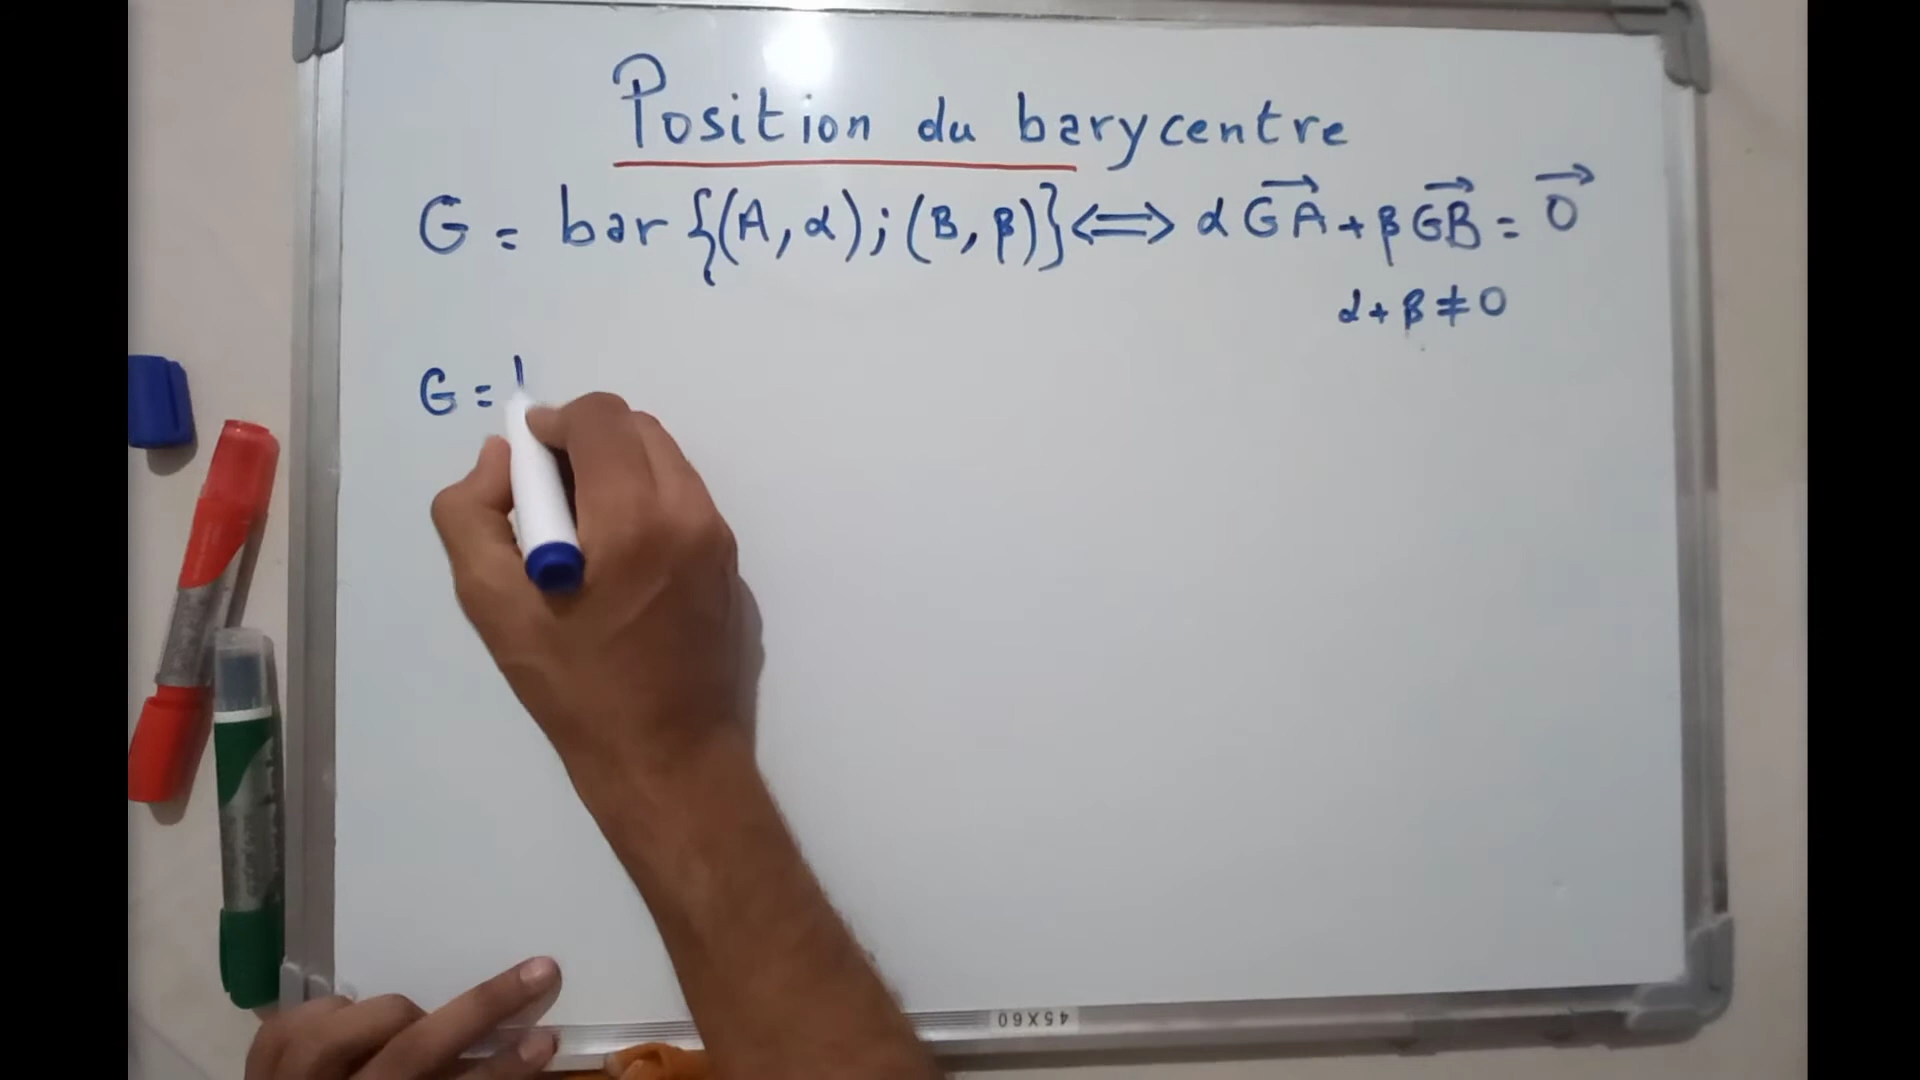 Position du barycentre
G = bar {(A, α) ; (B, β)} ⟺ α \overrightarrow{GA} + β \overrightarrow{GB} = \overrightarrow{0}
α + β ≠ 0
G =
45X60